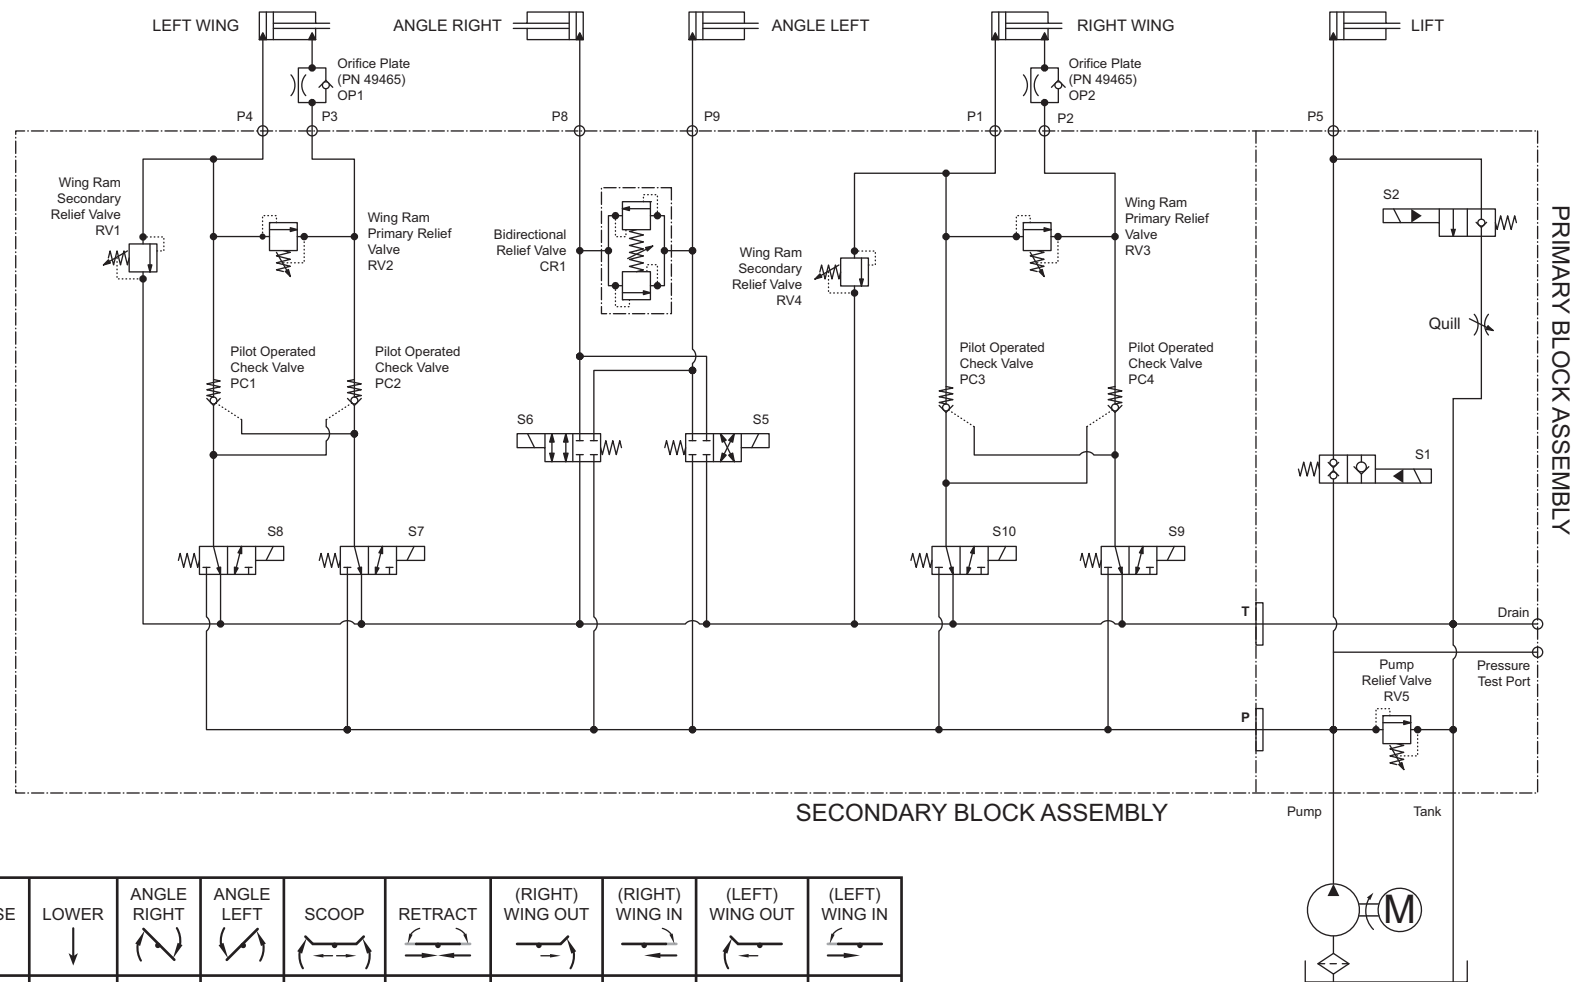 LEFT WING
ANGLE RIGHT
ANGLE LEFT
RIGHT WING
LIFT
Orifice Plate
(PN 49465)
OP1
Orifice Plate
(PN 49465)
OP2
P4
P3
P8
P9
P1
P2
P5
Wing Ram
Secondary
Relief Valve
RV1
Wing Ram
Primary Relief
Valve
RV2
Bidirectional
Relief Valve
CR1
Wing Ram
Secondary
Relief Valve
RV4
Wing Ram
Primary Relief
Valve
RV3
S2
Quill
PRIMARY BLOCK ASSEMBLY
Pilot Operated
Check Valve
PC1
Pilot Operated
Check Valve
PC2
Pilot Operated
Check Valve
PC3
Pilot Operated
Check Valve
PC4
S6
S5
S1
S8
S7
S10
S9
T
Drain
Pressure
Test Port
Pump
Relief Valve
RV5
P
SECONDARY BLOCK ASSEMBLY
Pump
Tank
M
SE
LOWER
ANGLE
RIGHT
ANGLE
LEFT
SCOOP
RETRACT
(RIGHT)
WING OUT
(RIGHT)
WING IN
(LEFT)
WING OUT
(LEFT)
WING IN